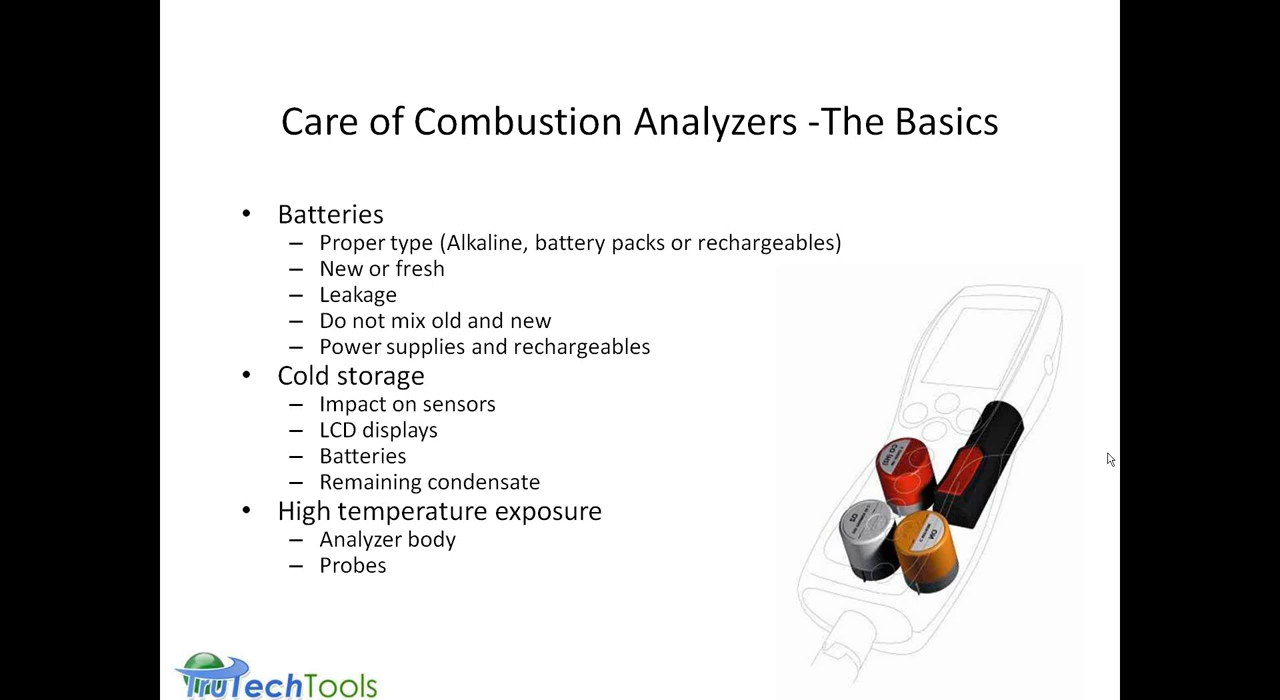 Care of Combustion Analyzers -The Basics
• Batteries
– Proper type (Alkaline, battery packs or rechargeables)
– New or fresh
– Leakage
– Do not mix old and new
– Power supplies and rechargeables
• Cold storage
– Impact on sensors
– LCD displays
– Batteries
– Remaining condensate
• High temperature exposure
– Analyzer body
– Probes
TruTechTools